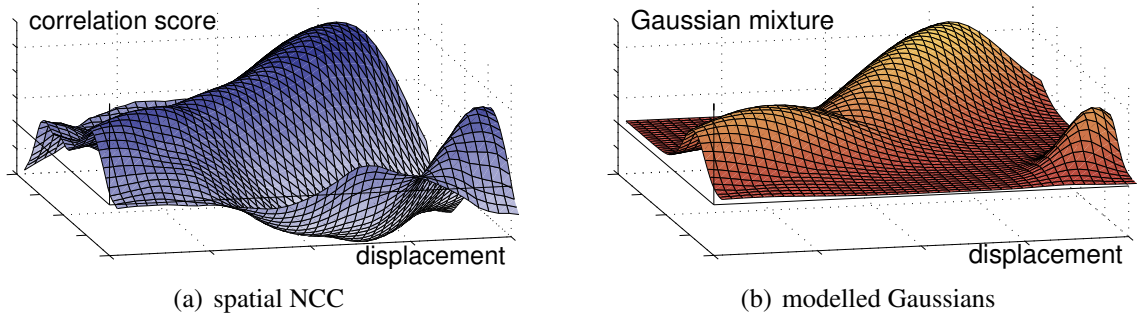 correlation score
displacement
(a) spatial NCC
Gaussian mixture
displacement
(b) modelled Gaussians